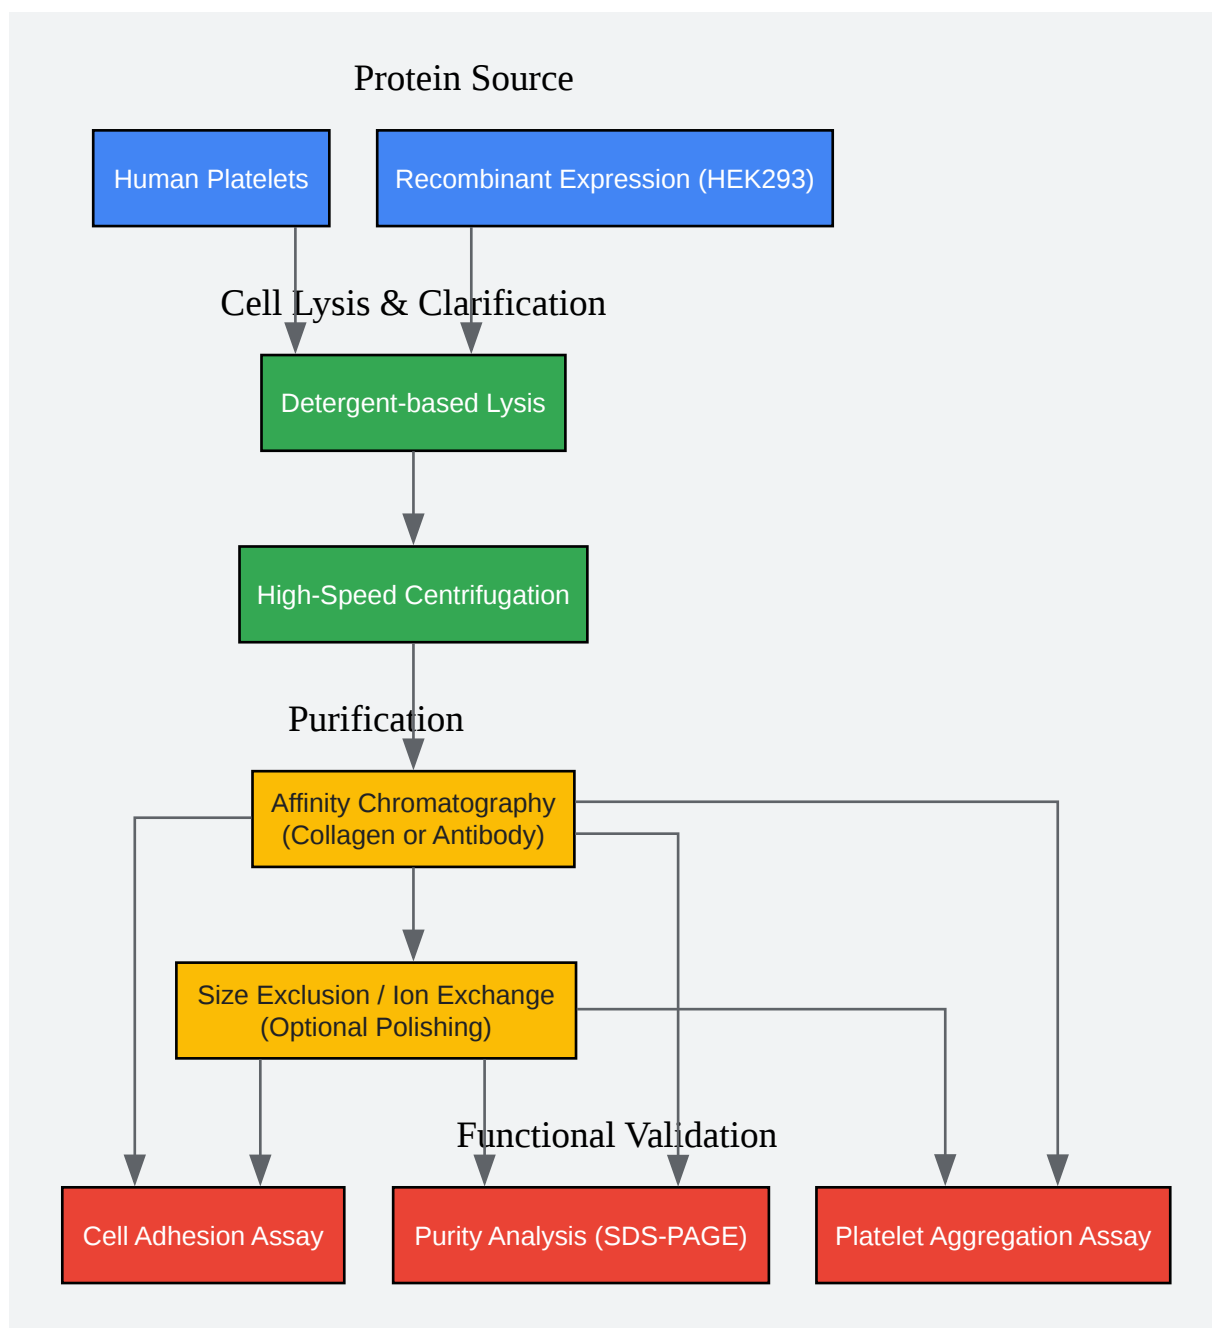 Protein Source
Human Platelets
Recombinant Expression (HEK293)
Cell Lysis & Clarification
Detergent-based Lysis
High-Speed Centrifugation
Purification
Affinity Chromatography
(Collagen or Antibody)
Size Exclusion / Ion Exchange
(Optional Polishing)
Functional Validation
Cell Adhesion Assay
Purity Analysis (SDS-PAGE)
Platelet Aggregation Assay